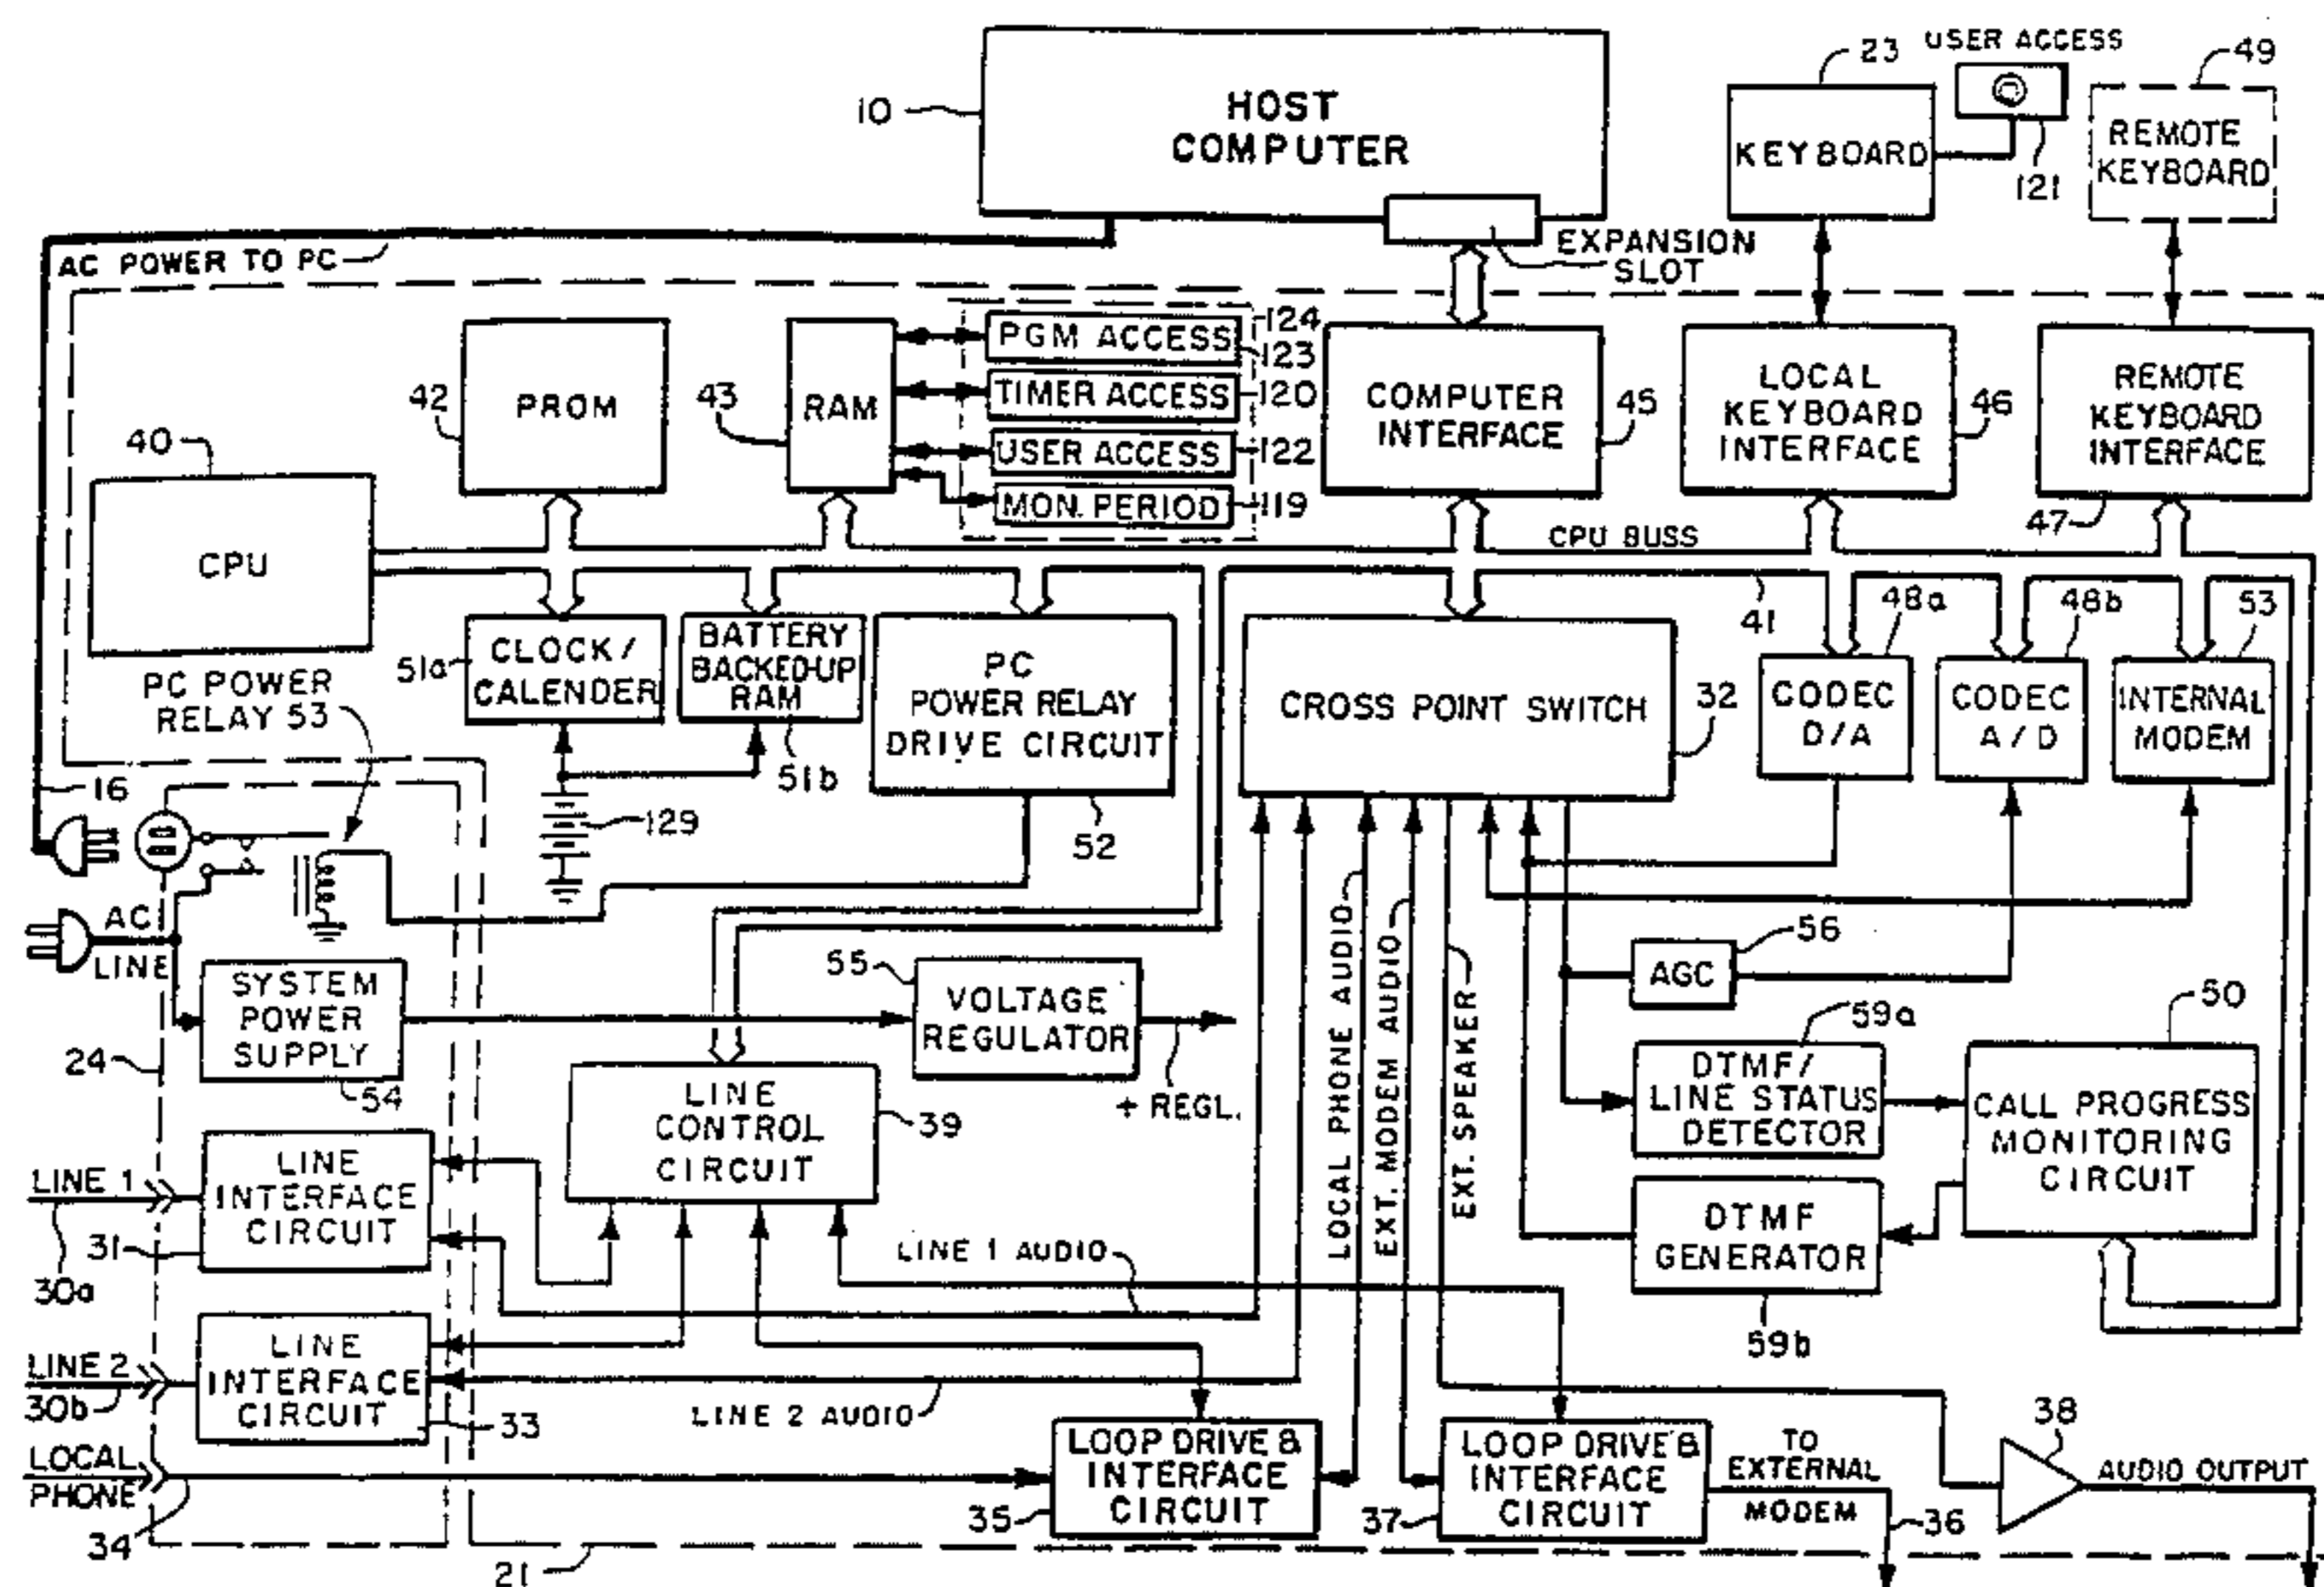 10
HOST
COMPUTER
23
USER ACCESS
49
KEYBOARD
121
REMOTE
KEYBOARD
AC POWER TO PC
EXPANSION
SLOT
42
PROM
43
RAM
PGM ACCESS
124
123
TIMER ACCESS
120
USER ACCESS
122
MON. PERIOD
119
COMPUTER
INTERFACE
45
LOCAL
KEYBOARD
INTERFACE
46
REMOTE
KEYBOARD
INTERFACE
47
40
CPU
CPU BUSS
41
PC POWER
RELAY 53
51a
CLOCK/
CALENDER
BATTERY
BACKED-UP
RAM
51b
PC
POWER RELAY
DRIVE CIRCUIT
52
CROSS POINT SWITCH
32
48a
CODEC
D/A
48b
CODEC
A/D
53
INTERNAL
MODEM
16
129
AC
LINE
24
SYSTEM
POWER
SUPPLY
54
55
VOLTAGE
REGULATOR
+ REGL.
LOCAL PHONE AUDIO
EXT. MODEM AUDIO
EXT. SPEAKER
AGC
56
59a
DTMF/
LINE STATUS
DETECTOR
50
CALL PROGRESS
MONITORING
CIRCUIT
DTMF
GENERATOR
59b
LINE
CONTROL
CIRCUIT
39
LINE 1
30a
LINE
INTERFACE
CIRCUIT
31
LINE 1 AUDIO
LINE 2
30b
LINE
INTERFACE
CIRCUIT
33
LINE 2 AUDIO
LOCAL
PHONE
34
LOOP DRIVE &
INTERFACE
CIRCUIT
35
LOOP DRIVE &
INTERFACE
CIRCUIT
37
TO
EXTERNAL
MODEM
36
38
AUDIO OUTPUT
21